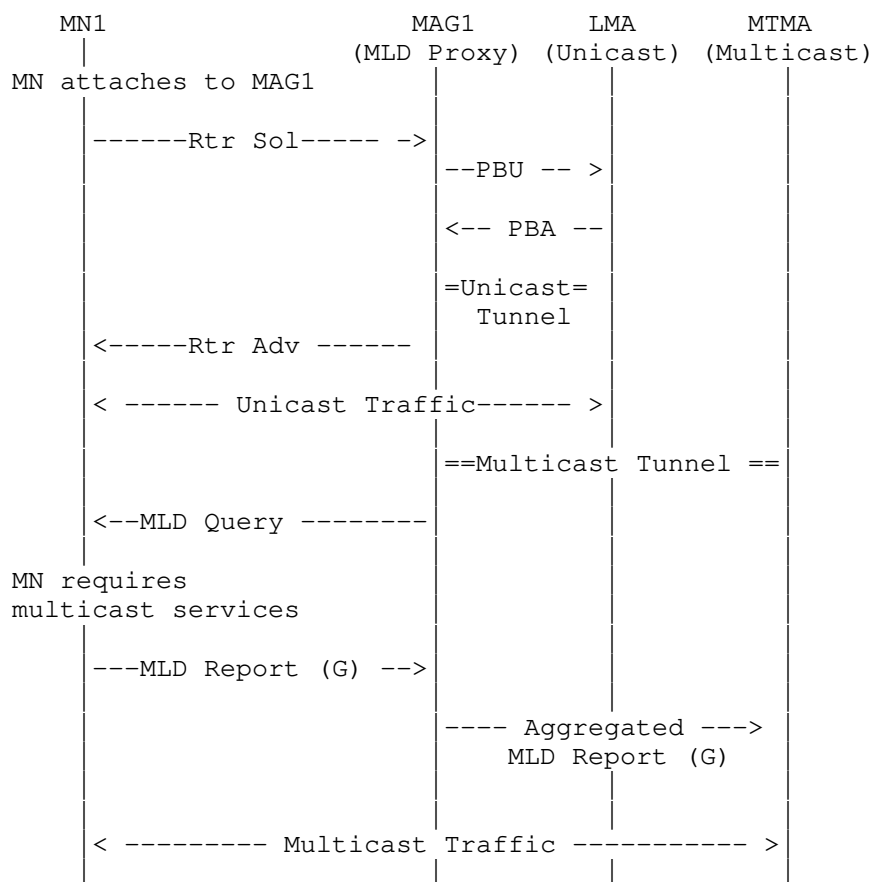 MN1 MAG1 LMA MTMA
(MLD Proxy) (Unicast) (Multicast)
MN attaches to MAG1
------Rtr Sol----- ->
--PBU -- >
<-- PBA --
=Unicast=
Tunnel
<-----Rtr Adv ------
< ------ Unicast Traffic------ >
==Multicast Tunnel ==
<--MLD Query --------
MN requires
multicast services
---MLD Report (G) -->
---- Aggregated --->
MLD Report (G)
< --------- Multicast Traffic ----------- >